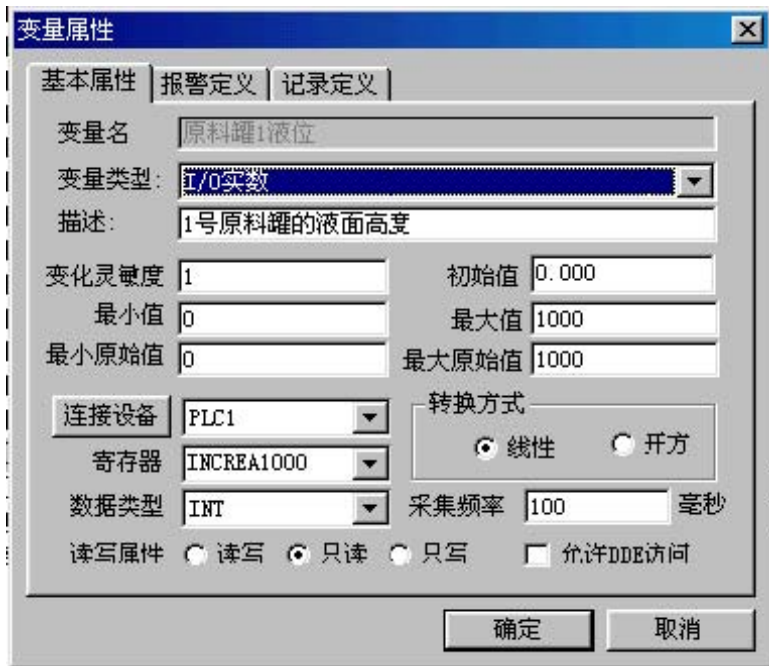 变量属性
基本属性 报警定义 记录定义
变量名 原料罐1液位
变量类型: I/O实数
描述: 1号原料罐的液面高度
变化灵敏度 1 初始值 0.000
最小值 0 最大值 1000
最小原始值 0 最大原始值 1000
连接设备 PLC1 转换方式
线性 开方
寄存器 INCREA1000
数据类型 INT 采集频率 100 毫秒
读写属性 读写 只读 只写 允许DDE访问
确定 取消